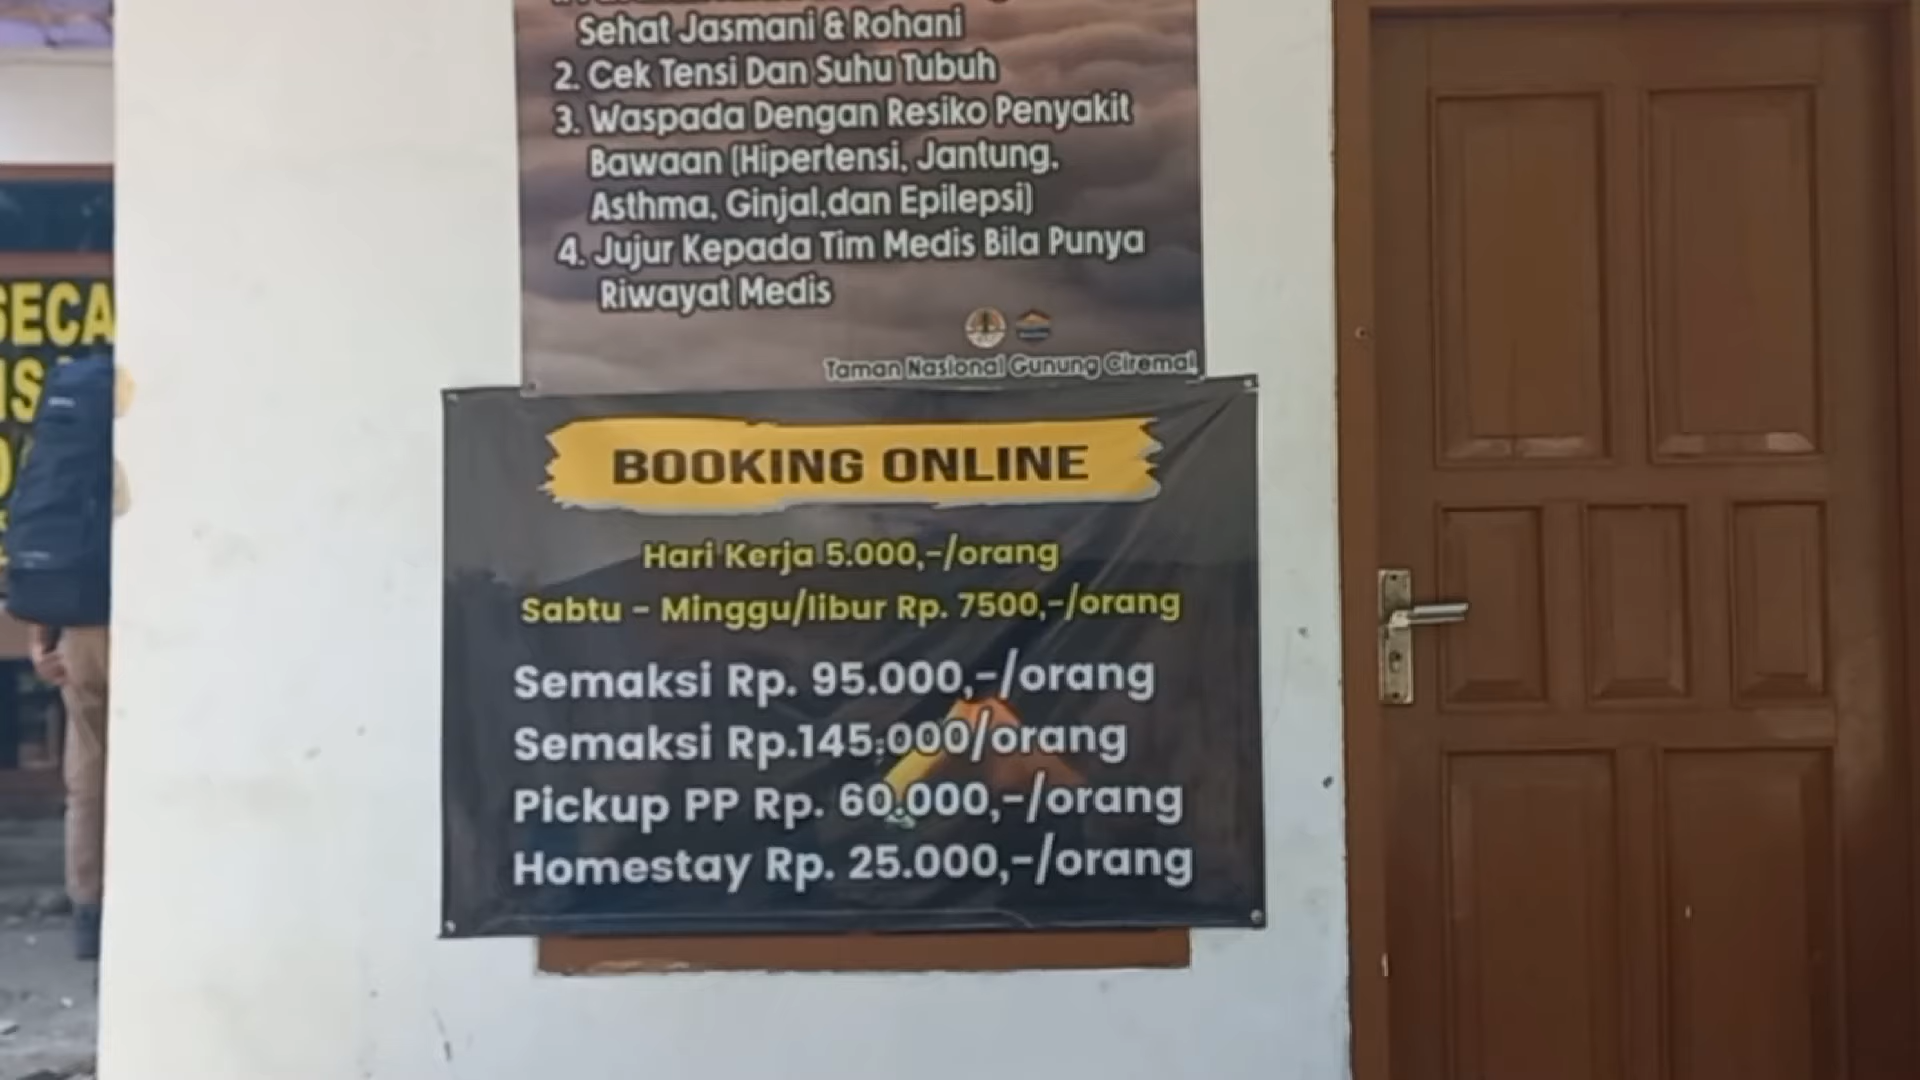 Sehat Jasmani & Rohani
2. Cek Tensi Dan Suhu Tubuh
3. Waspada Dengan Resiko Penyakit
Bawaan (Hipertensi, Jantung,
Asthma, Ginjal,dan Epilepsi)
4. Jujur Kepada Tim Medis Bila Punya
Riwayat Medis
Taman Nasional Gunung Ciremai
BOOKING ONLINE
Hari Kerja 5.000,-/orang
Sabtu - Minggu/libur Rp. 7500,-/orang
Semaksi Rp. 95.000,-/orang
Semaksi Rp.145.000/orang
Pickup PP Rp. 60.000,-/orang
Homestay Rp. 25.000,-/orang